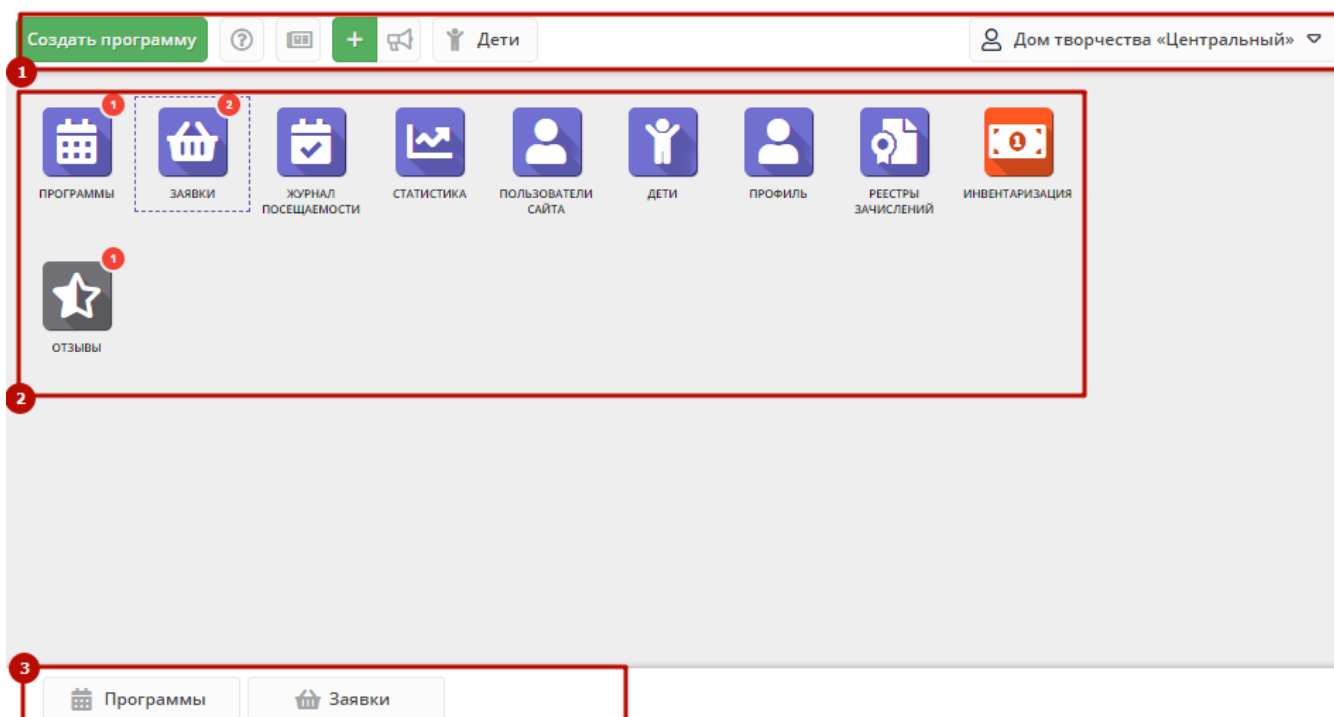 Создать программу ? + Дети Дом творчества «Центральный»
1
1 2
ПРОГРАММЫ ЗАЯВКИ ЖУРНАЛ ПОСЕЩАЕМОСТИ СТАТИСТИКА ПОЛЬЗОВАТЕЛИ САЙТА ДЕТИ ПРОФИЛЬ РЕЕСТРЫ ЗАЧИСЛЕНИЙ 1 ИНВЕНТАРИЗАЦИЯ
1
ОТЗЫВЫ
2
3
Программы Заявки